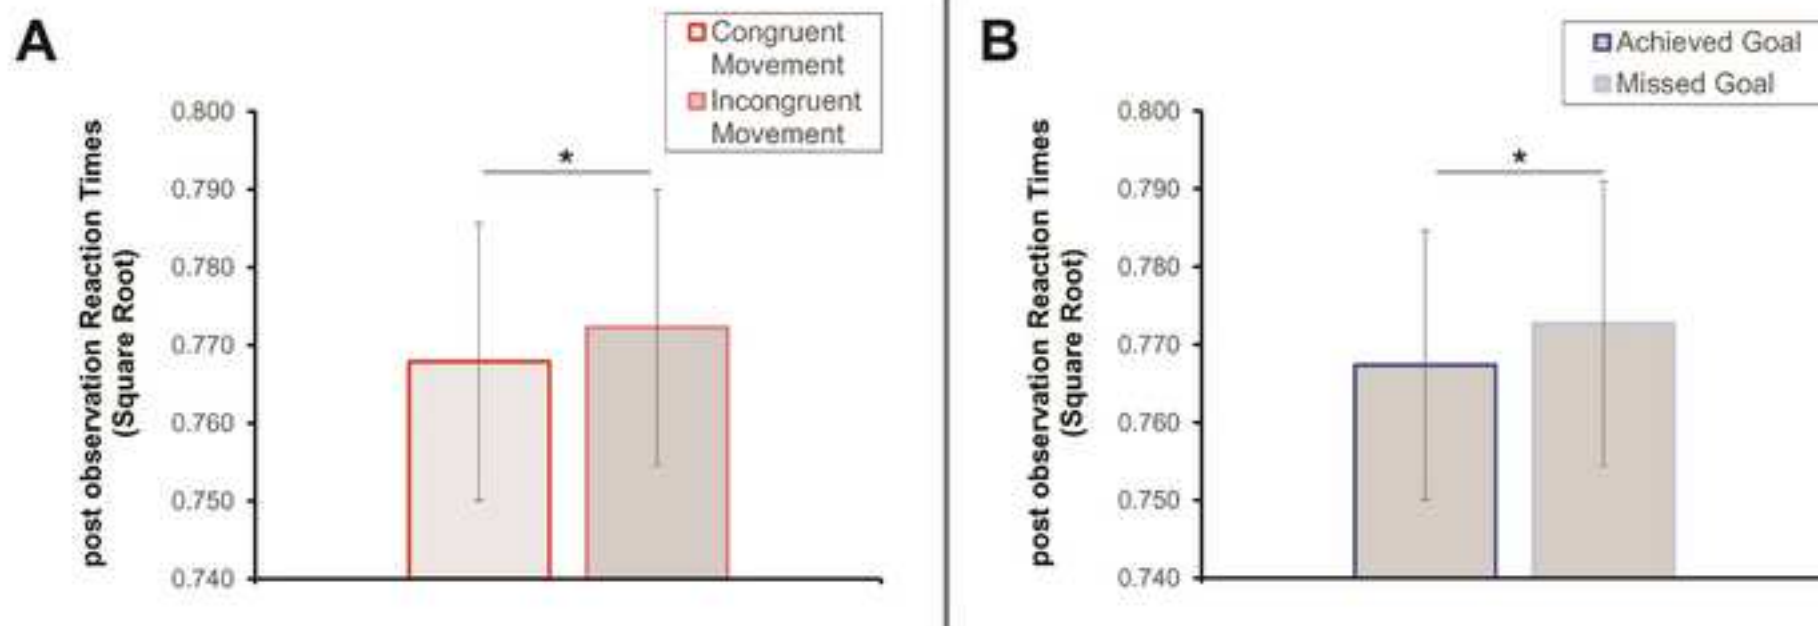 A
Congruent
Movement
Incongruent
Movement
0.800
0.790
0.780
0.770
0.760
0.750
0.740
post observation Reaction Times
(Square Root)
*
B
Achieved Goal
Missed Goal
0.800
0.790
0.780
0.770
0.760
0.750
0.740
post observation Reaction Times
(Square Root)
*